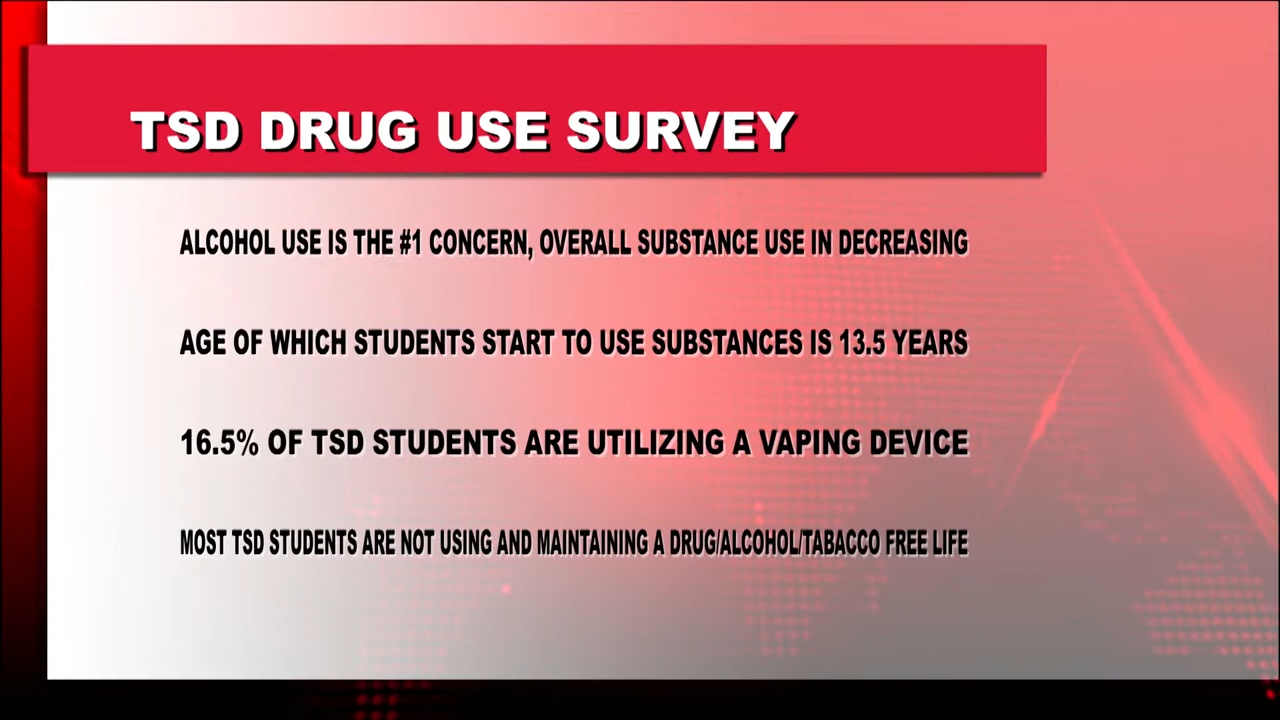 TSD DRUG USE SURVEY
ALCOHOL USE IS THE #1 CONCERN, OVERALL SUBSTANCE USE IN DECREASING
AGE OF WHICH STUDENTS START TO USE SUBSTANCES IS 13.5 YEARS
16.5% OF TSD STUDENTS ARE UTILIZING A VAPING DEVICE
MOST TSD STUDENTS ARE NOT USING AND MAINTAINING A DRUG/ALCOHOL/TABACCO FREE LIFE